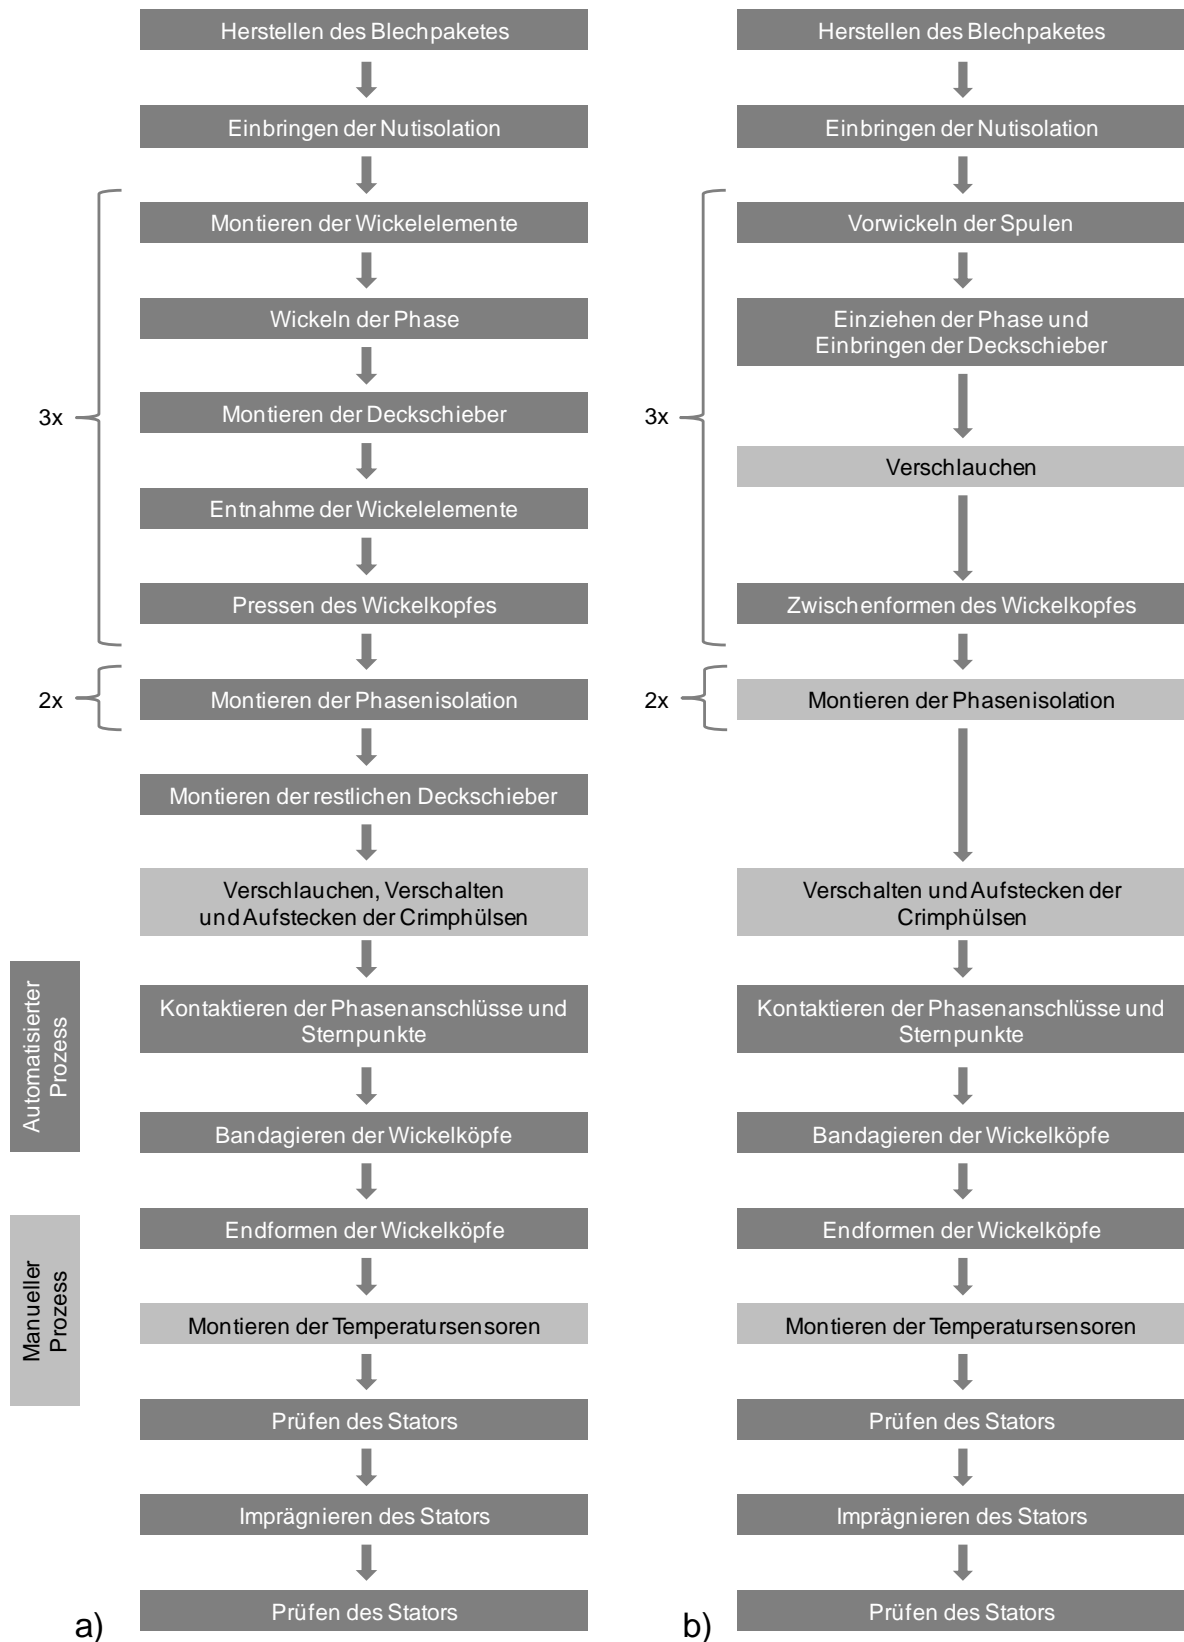 Herstellen des Blechpaketes
Einbringen der Nutisolation
3x
Montieren der Wickelelemente
Wickeln der Phase
Montieren der Deckschieber
Entnahme der Wickelelemente
Pressen des Wickelkopfes
2x
Montieren der Phasenisolation
Montieren der restlichen Deckschieber
Verschlauchen, Verschalten
und Aufstecken der Crimphülsen
Kontaktieren der Phasenanschlüsse und
Sternpunkte
Bandagieren der Wickelköpfe
Endformen der Wickelköpfe
Montieren der Temperatursensoren
Prüfen des Stators
Imprägnieren des Stators
Prüfen des Stators
a)
Automatisierter
Prozess
Manueller
Prozess
Herstellen des Blechpaketes
Einbringen der Nutisolation
3x
Vorwickeln der Spulen
Einziehen der Phase und
Einbringen der Deckschieber
Verschlauchen
Zwischenformen des Wickelkopfes
2x
Montieren der Phasenisolation
Verschalten und Aufstecken der
Crimphülsen
Kontaktieren der Phasenanschlüsse und
Sternpunkte
Bandagieren der Wickelköpfe
Endformen der Wickelköpfe
Montieren der Temperatursensoren
Prüfen des Stators
Imprägnieren des Stators
Prüfen des Stators
b)